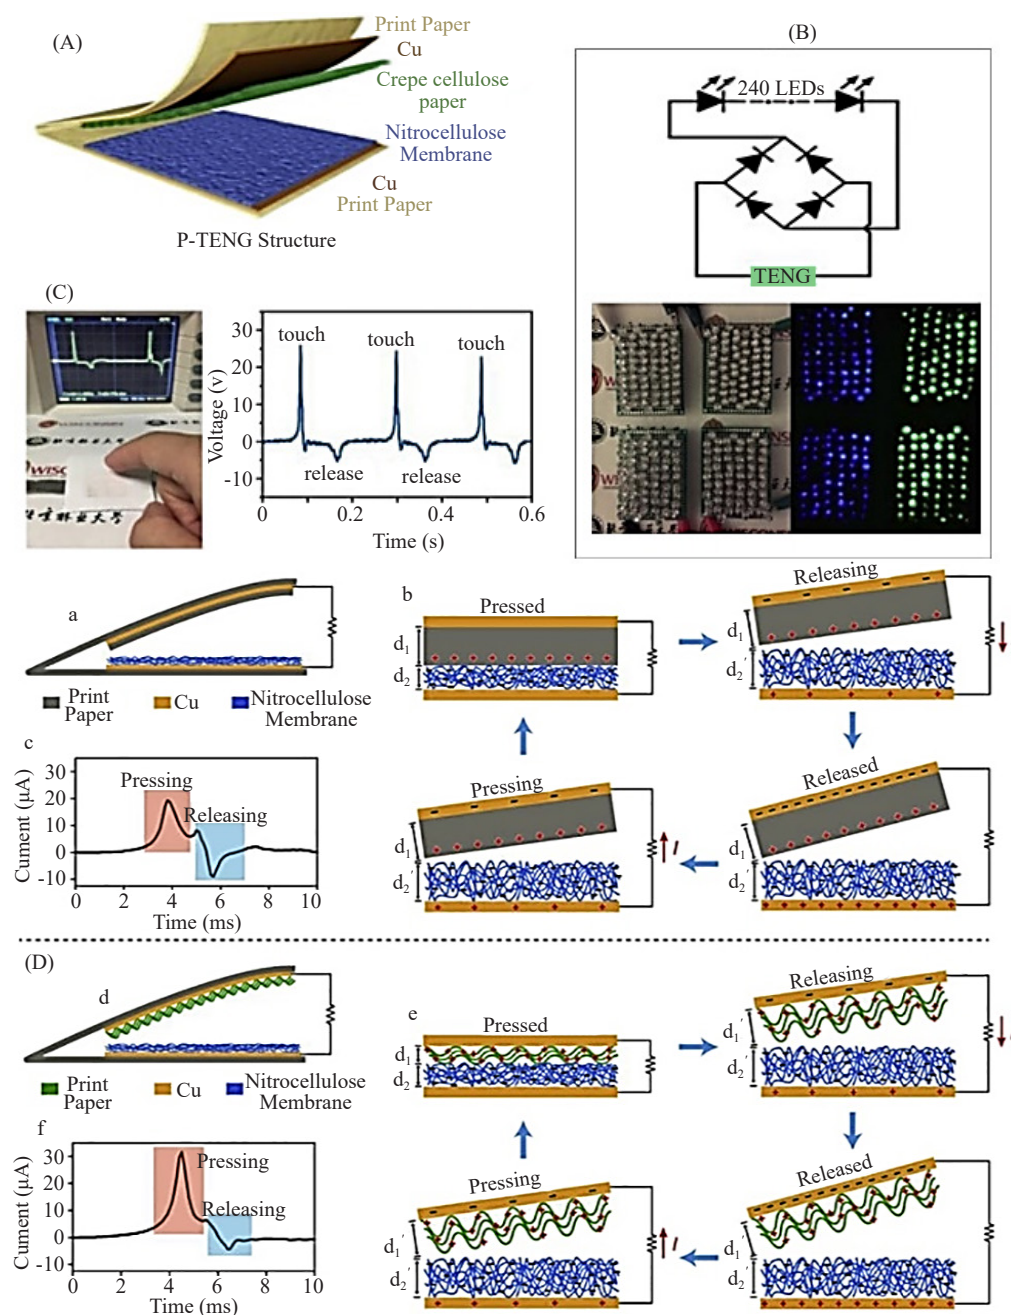 (A)
Print Paper
Cu
Crepe cellulose
paper
Nitrocellulose
Membrane
Cu
Print Paper
P-TENG Structure
(B)
240 LEDs
TENG
(C)
30
20
10
0
-10
Voltage (v)
touch
touch
touch
release
release
0
0.2
0.4
0.6
Time (s)
a
Print
Paper
Cu
Nitrocellulose
Membrane
b
Pressed
d₁
d₂
Releasing
d₁
d₂'
Pressing
d₁
d₂'
I
Released
d₁
d₂'
c
30
20
10
0
-10
Cument (μA)
Pressing
Releasing
0
2
4
6
8
10
Time (ms)
(D)
d
Print
Paper
Cu
Nitrocellulose
Membrane
e
Pressed
d₁
d₂
Releasing
d₁'
d₂'
Pressing
d₁'
d₂'
I
Released
d₁'
d₂'
f
30
20
10
0
-10
Cument (μA)
Pressing
Releasing
0
2
4
6
8
10
Time (ms)